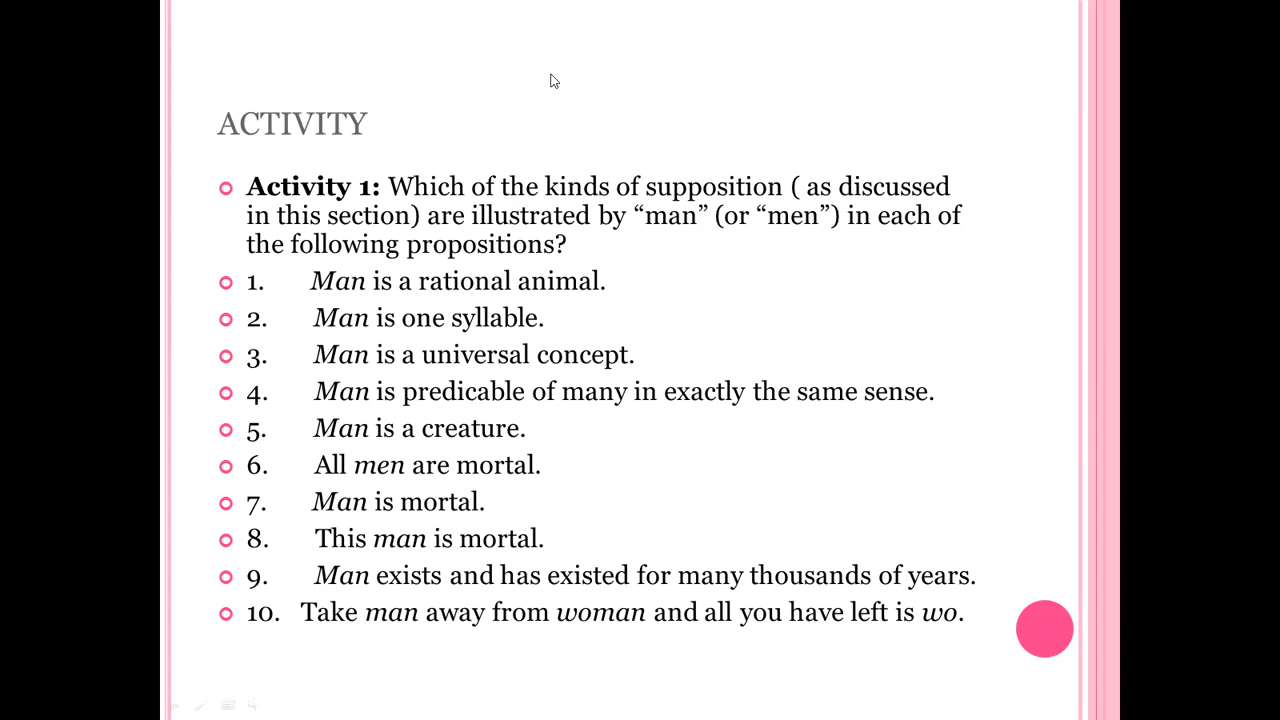 ACTIVITY
Activity 1: Which of the kinds of supposition ( as discussed
in this section) are illustrated by “man” (or “men”) in each of
the following propositions?
1. Man is a rational animal.
2. Man is one syllable.
3. Man is a universal concept.
4. Man is predicable of many in exactly the same sense.
5. Man is a creature.
6. All men are mortal.
7. Man is mortal.
8. This man is mortal.
9. Man exists and has existed for many thousands of years.
10. Take man away from woman and all you have left is wo.